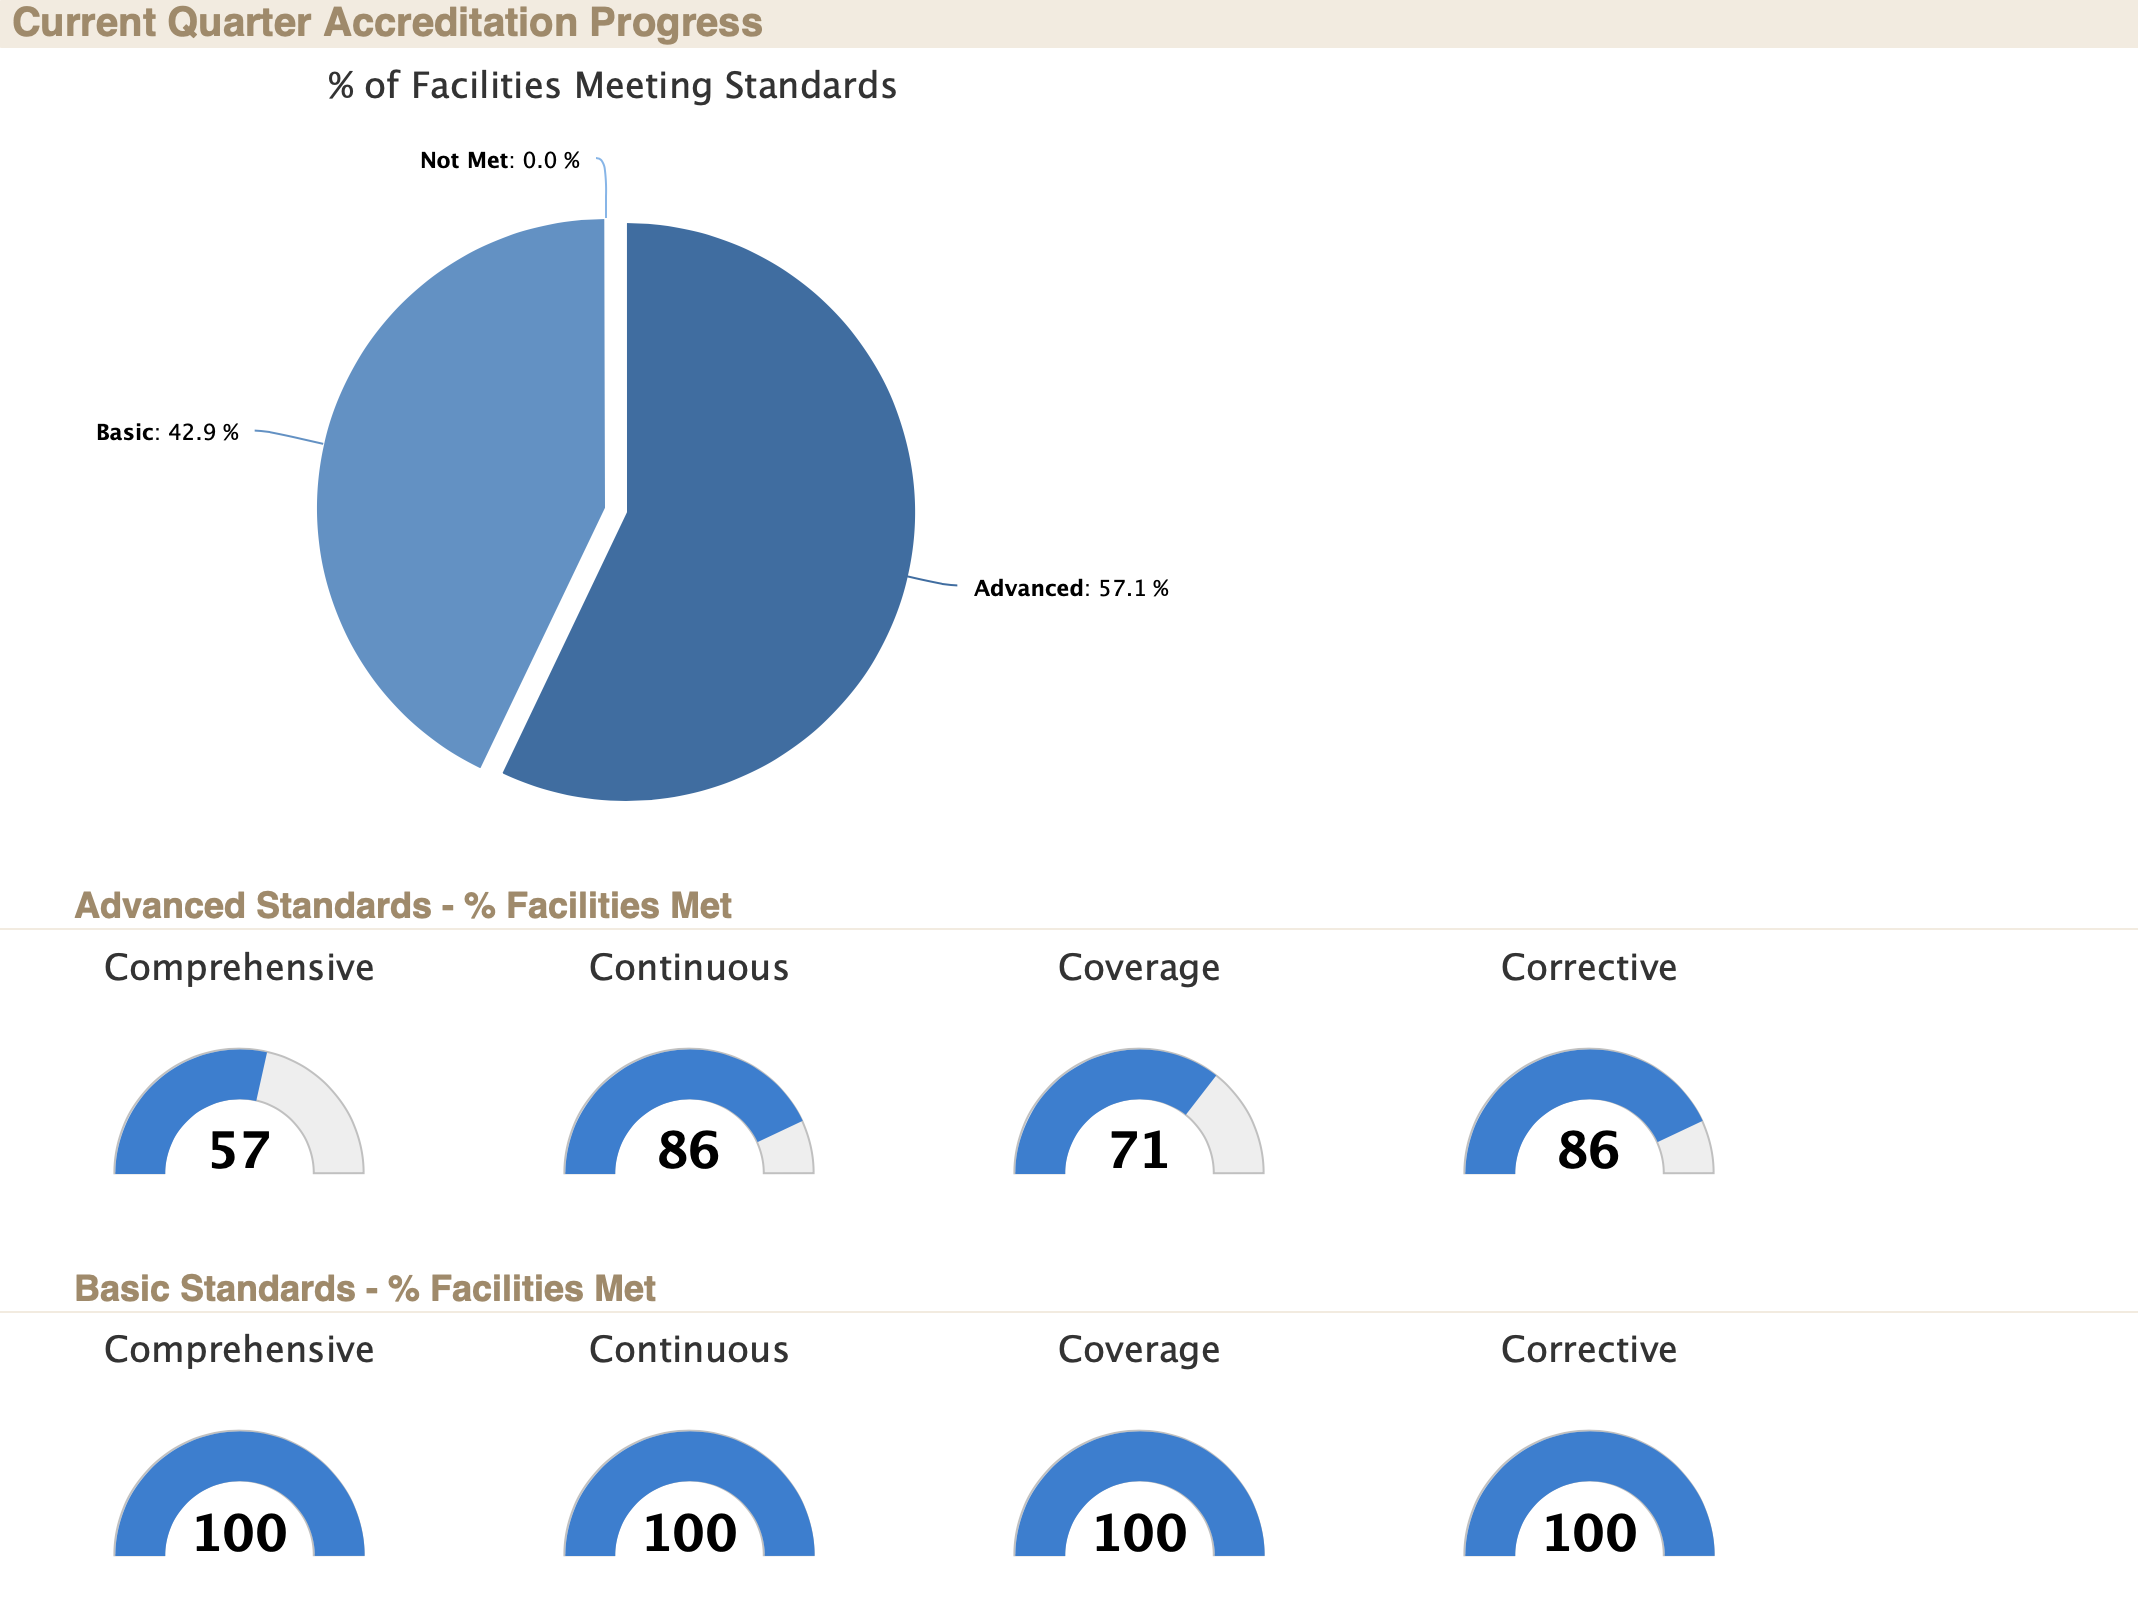 Current Quarter Accreditation Progress
% of Facilities Meeting Standards
Not Met: 0.0 %
Basic: 42.9 %
Advanced: 57.1 %
Advanced Standards - % Facilities Met
Comprehensive Continuous Coverage Corrective
57 86 71 86
Basic Standards - % Facilities Met
Comprehensive Continuous Coverage Corrective
100 100 100 100